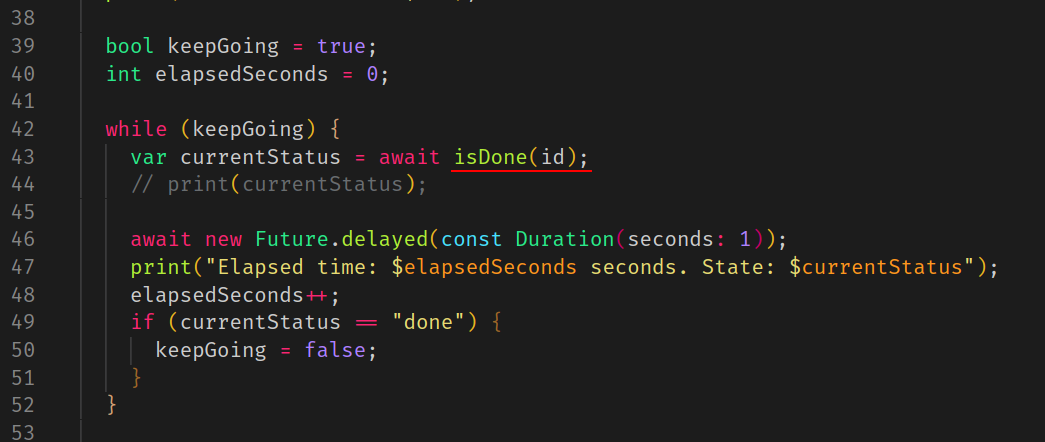 38
39 bool keepGoing = true;
40 int elapsedSeconds = 0;
41
42 while (keepGoing) {
43 var currentStatus = await isDone(id);
44 // print(currentStatus);
45
46 await new Future.delayed(const Duration(seconds: 1));
47 print("Elapsed time: $elapsedSeconds seconds. State: $currentStatus");
48 elapsedSeconds++;
49 if (currentStatus == "done") {
50 keepGoing = false;
51 }
52 }
53